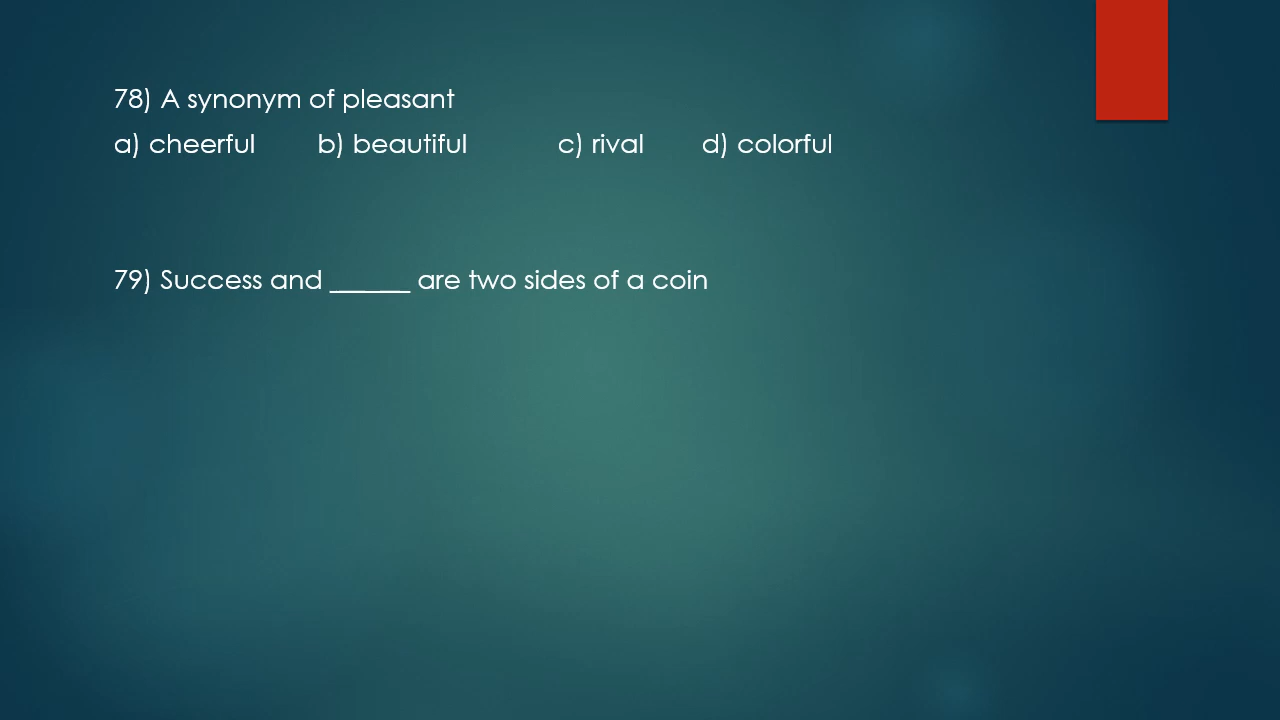 78) A synonym of pleasant
a) cheerful b) beautiful c) rival d) colorful
79) Success and ______ are two sides of a coin